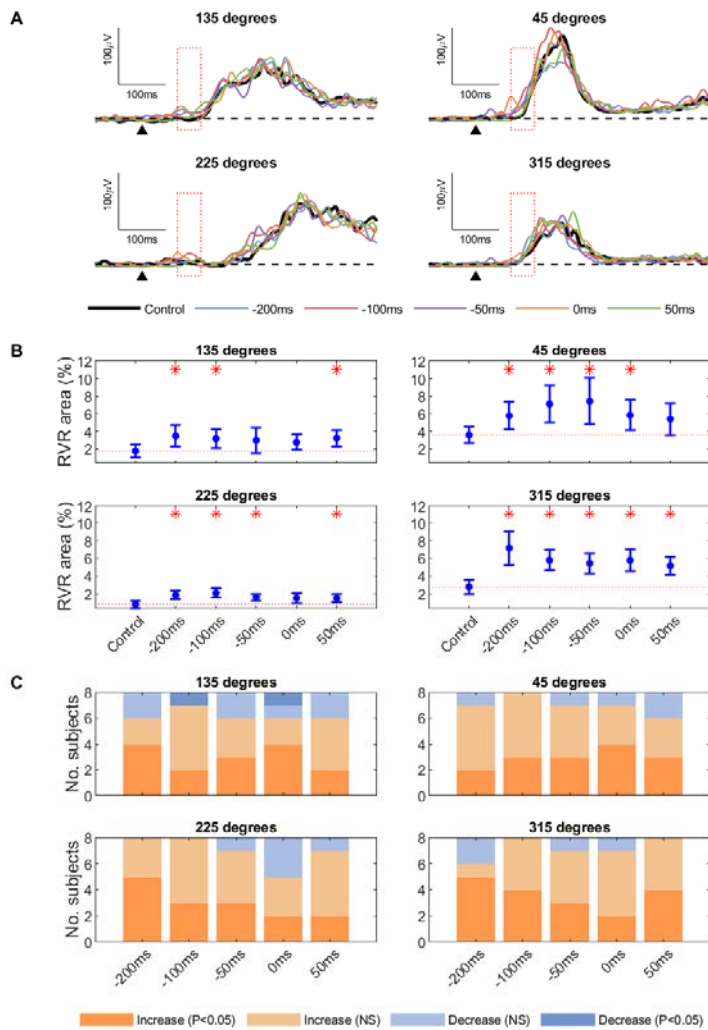 A
135 degrees
45 degrees
100µV
100ms
100µV
100ms
225 degrees
315 degrees
100µV
100ms
100µV
100ms
Control -200ms -100ms -50ms 0ms 50ms
B
135 degrees
45 degrees
RVR area (%)
12
10
8
6
4
2
12
10
8
6
4
2
225 degrees
315 degrees
RVR area (%)
12
10
8
6
4
2
12
10
8
6
4
2
Control -200ms -100ms -50ms 0ms 50ms
Control -200ms -100ms -50ms 0ms 50ms
C
135 degrees
45 degrees
No. subjects
8
6
4
2
0
8
6
4
2
0
225 degrees
315 degrees
No. subjects
8
6
4
2
0
8
6
4
2
0
-200ms -100ms -50ms 0ms 50ms
-200ms -100ms -50ms 0ms 50ms
Increase (P<0.05) Increase (NS) Decrease (NS) Decrease (P<0.05)